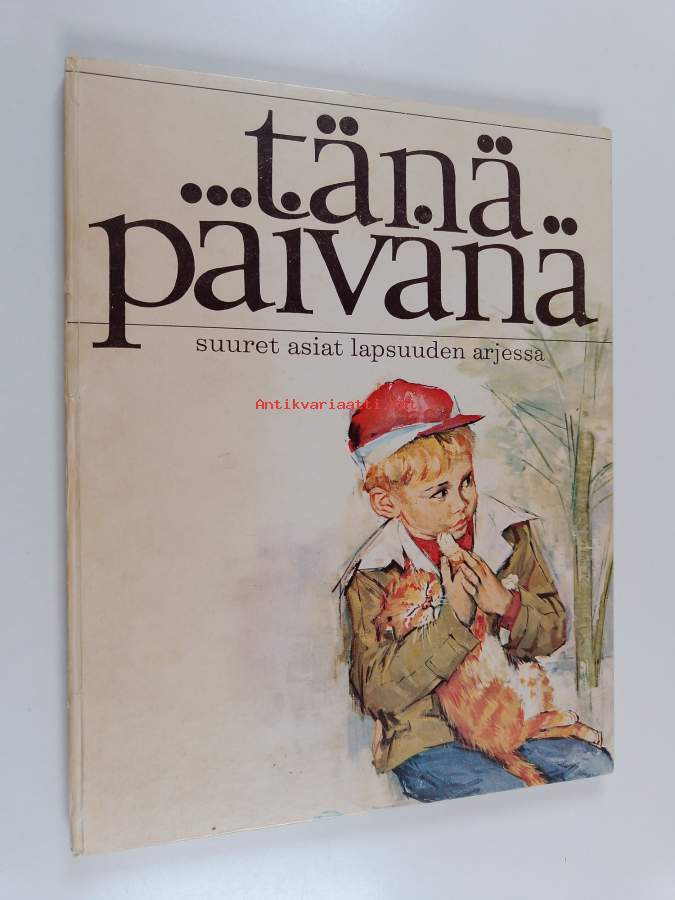 ...tänä
päivänä
suuret asiat lapsuuden arjessa
Antikvariaatti.